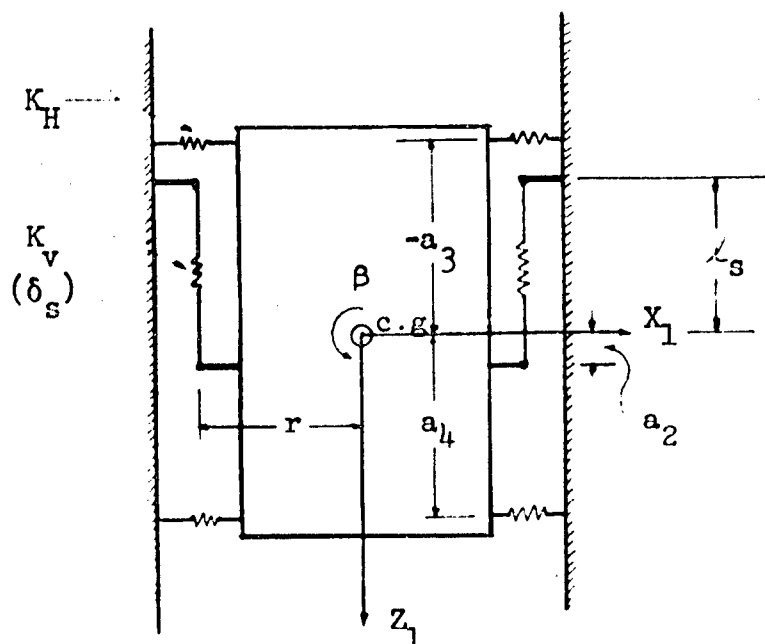 K_H
-a_3
ℓ_s
K_v
(δ_s)
β
c.g
X_1
r
a_4
a_2
Z_1